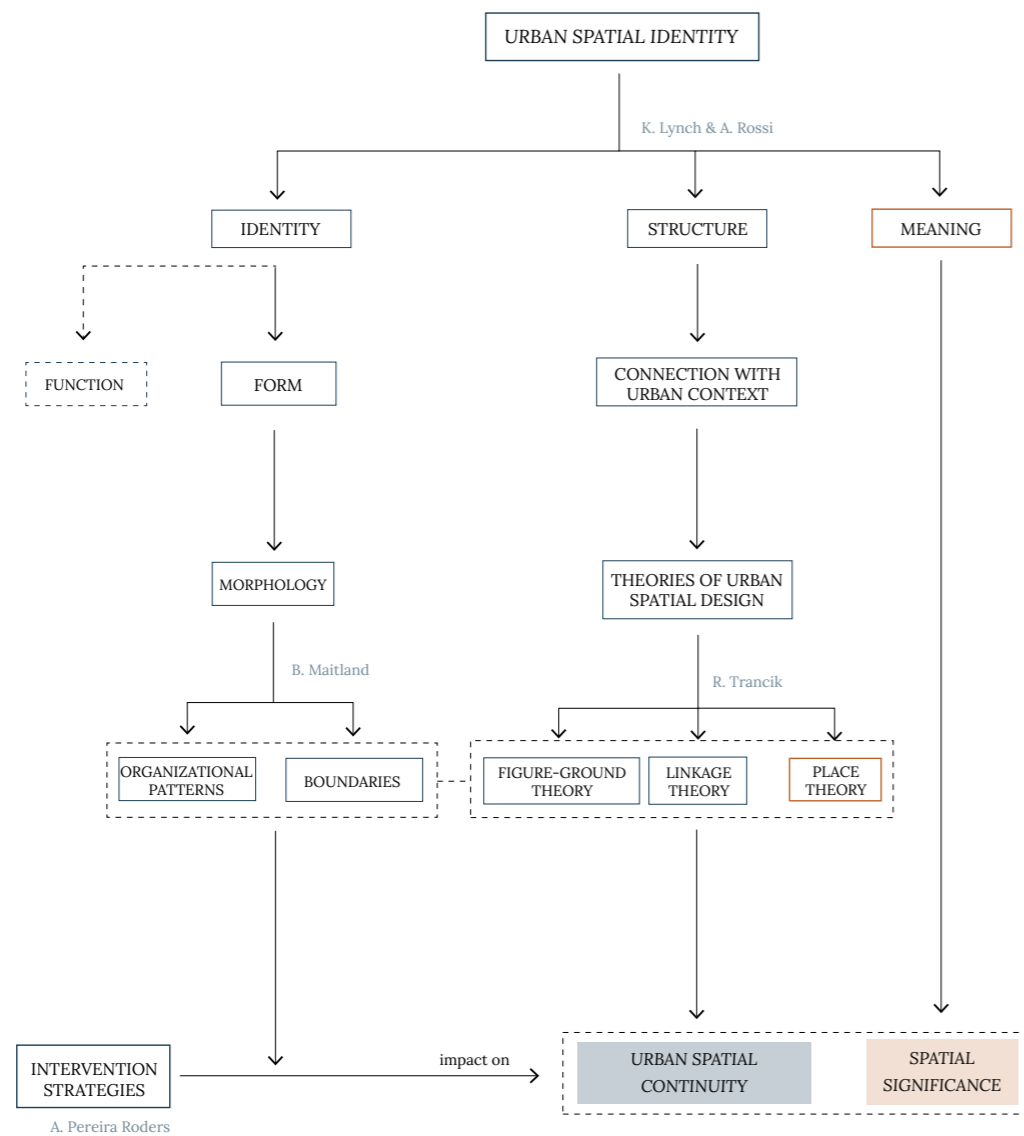 URBAN SPATIAL IDENTITY
K. Lynch & A. Rossi
IDENTITY
STRUCTURE
MEANING
FUNCTION
FORM
CONNECTION WITH
URBAN CONTEXT
MORPHOLOGY
THEORIES OF URBAN
SPATIAL DESIGN
B. Maitland
R. Trancik
ORGANIZATIONAL
PATTERNS
BOUNDARIES
FIGURE-GROUND
THEORY
LINKAGE
THEORY
PLACE
THEORY
INTERVENTION
STRATEGIES
A. Pereira Roders
impact on
URBAN SPATIAL
CONTINUITY
SPATIAL
SIGNIFICANCE